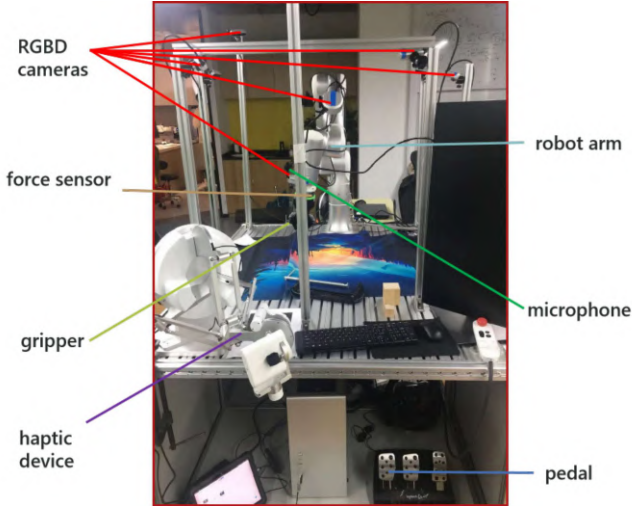 RGBD
cameras
robot arm
force sensor
microphone
gripper
haptic
device
pedal